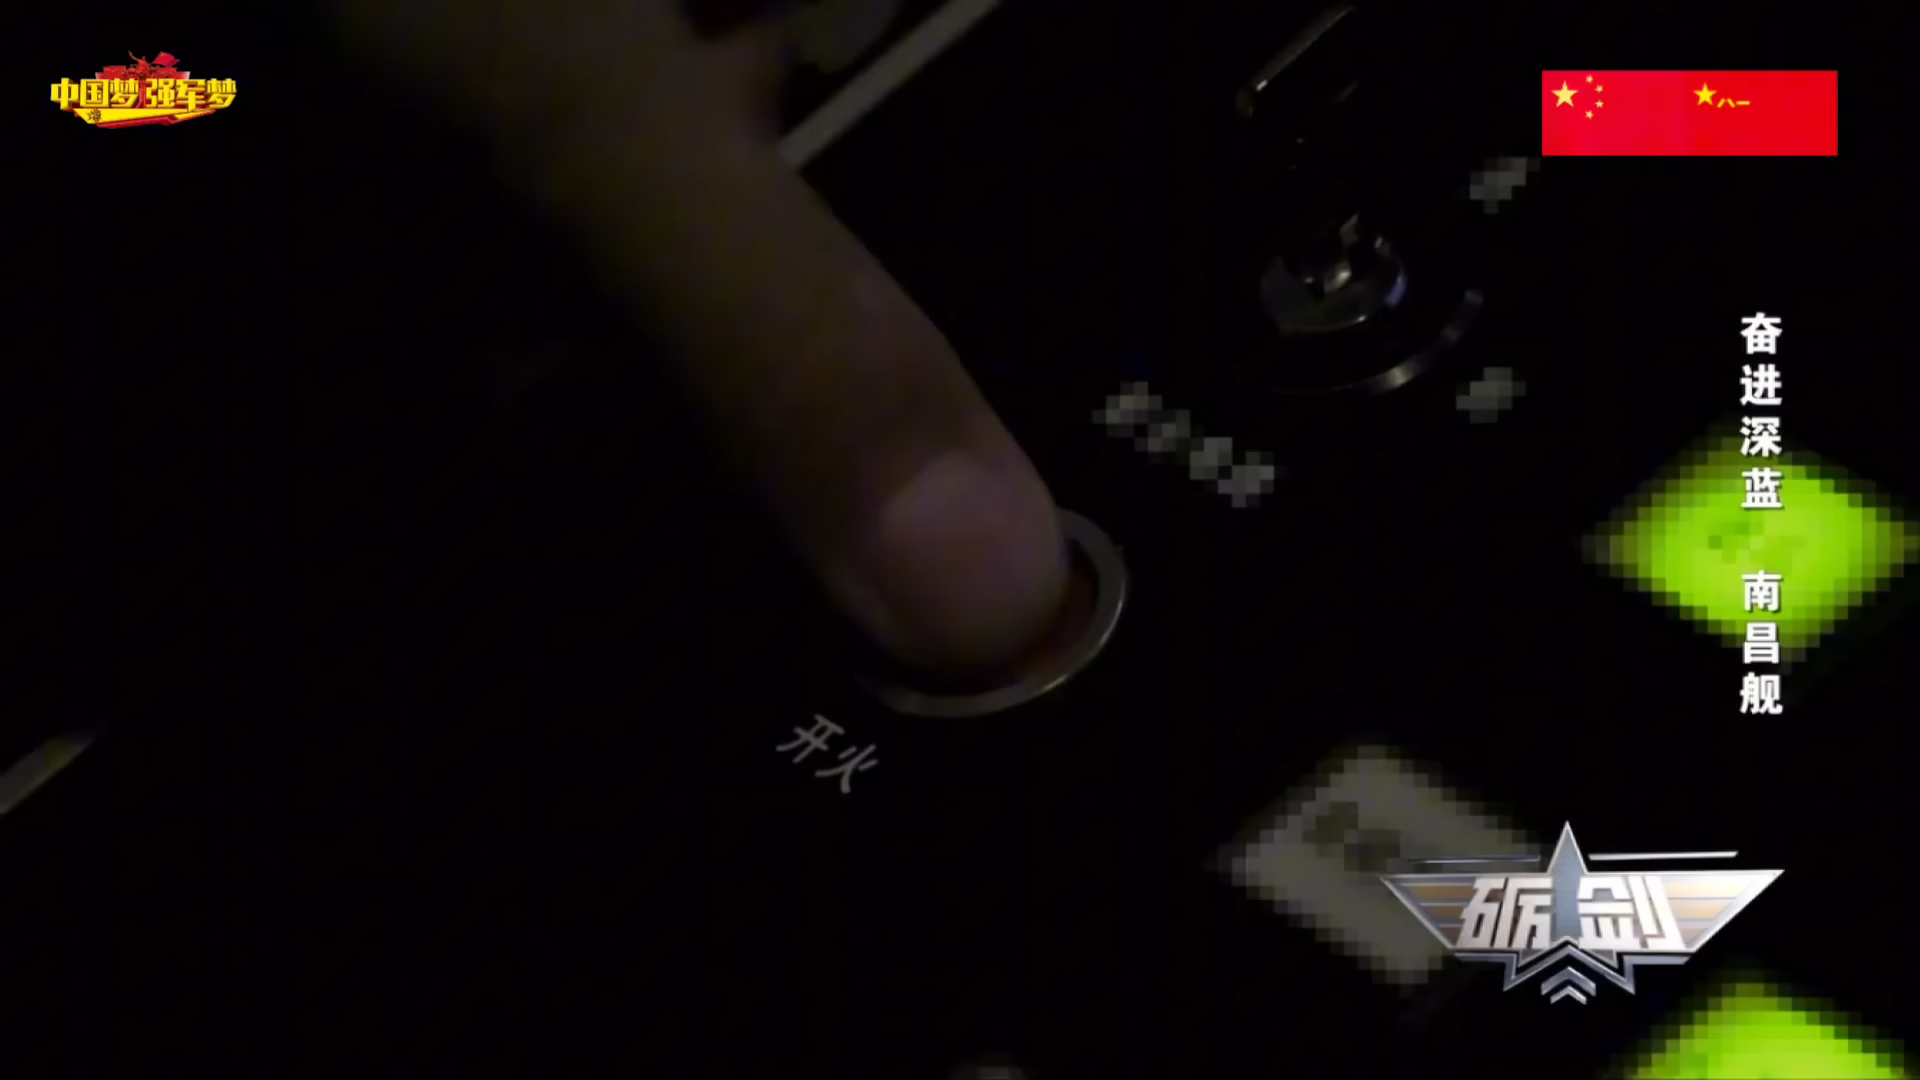 中国梦 强军梦
八一
奋进深蓝 南昌舰
开火
砺剑